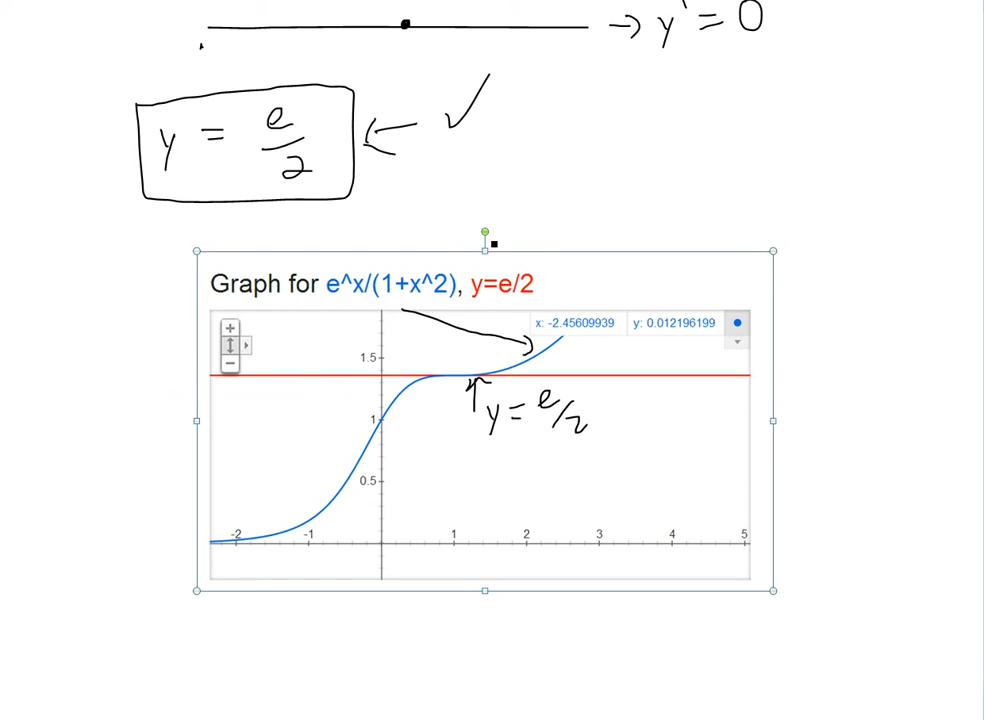 → y' = 0
y = e/2 ← ✓
Graph for e^x/(1+x^2), y=e/2
x: -2.45609939 y: 0.012196199
+
−
1.5
y = e/2
1
0.5
-2 -1 1 2 3 4 5